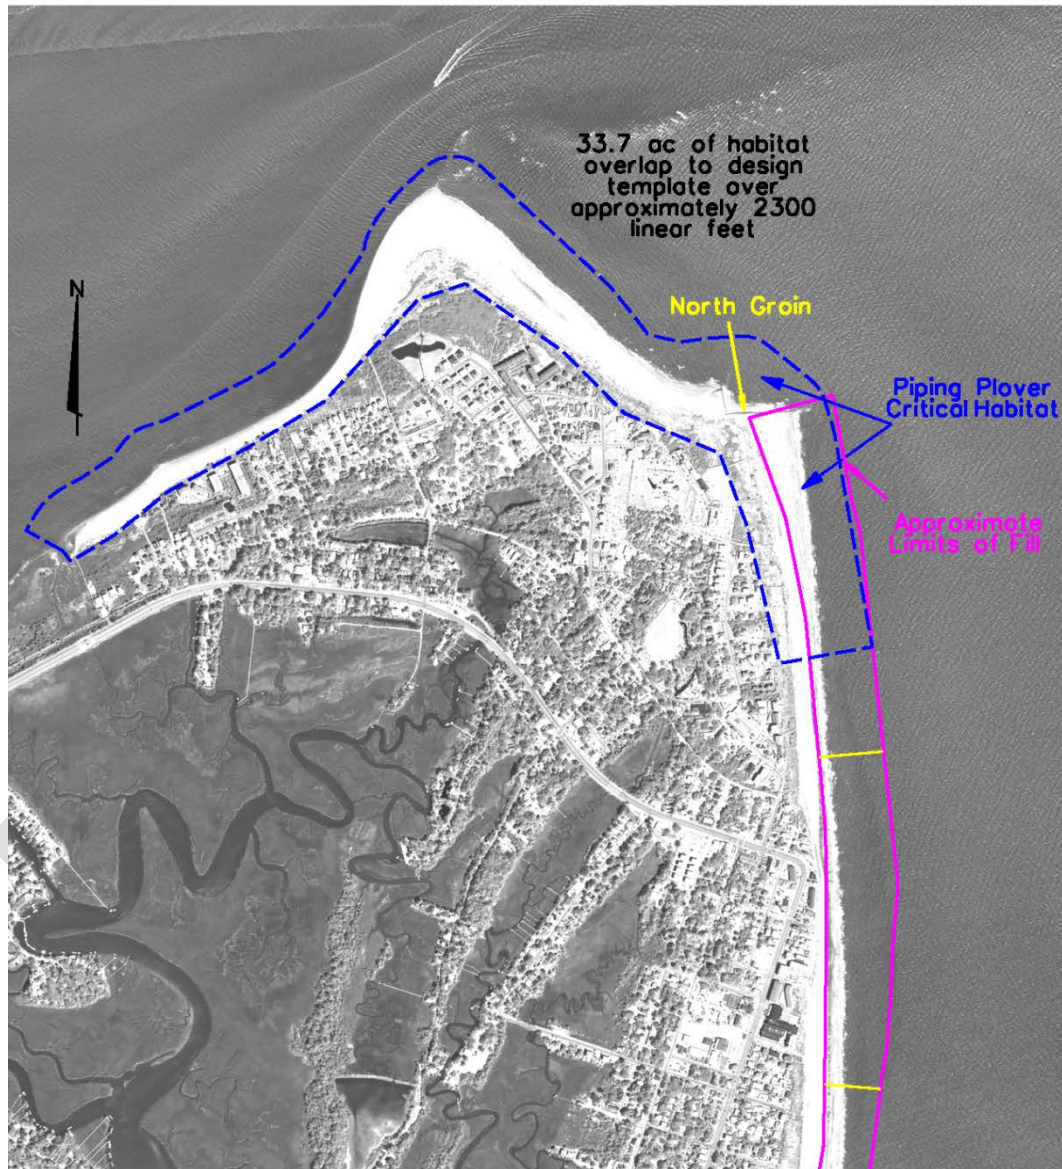 33.7 ac of habitat
overlap to design
template over
approximately 2300
linear feet
N
North Groin
Piping Plover
Critical Habitat
Approximate
Limits of Fill